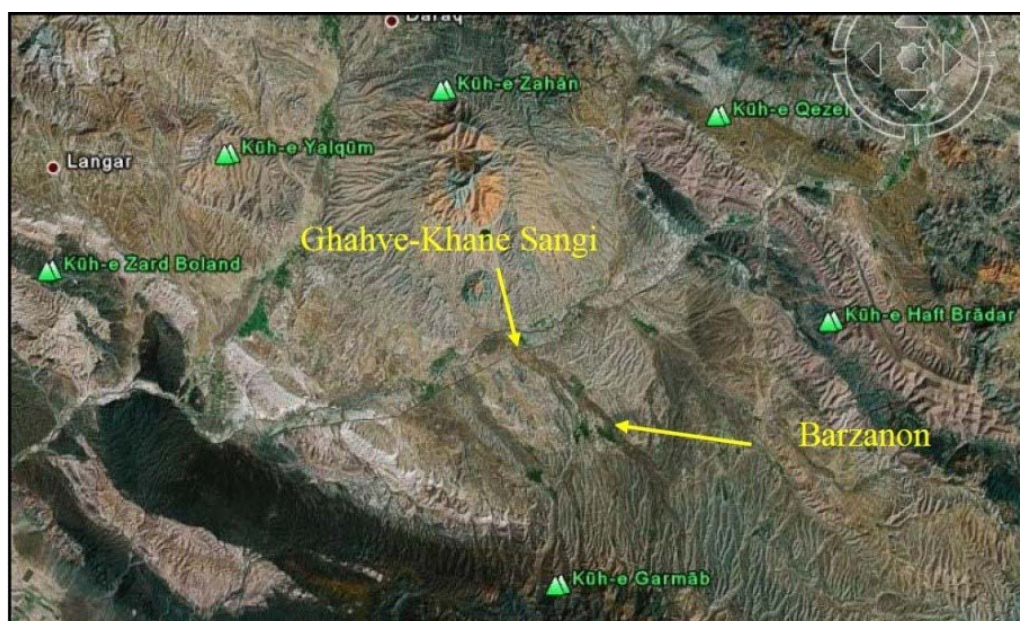 Daraq
Kūh-e Zahān
Kūh-e Qezel
Kūh-e Yalqūm
Langar
Ghahve-Khane Sangi
Kūh-e Zard Boland
Kūh-e Haft Brādar
Barzanon
Kūh-e Garmāb